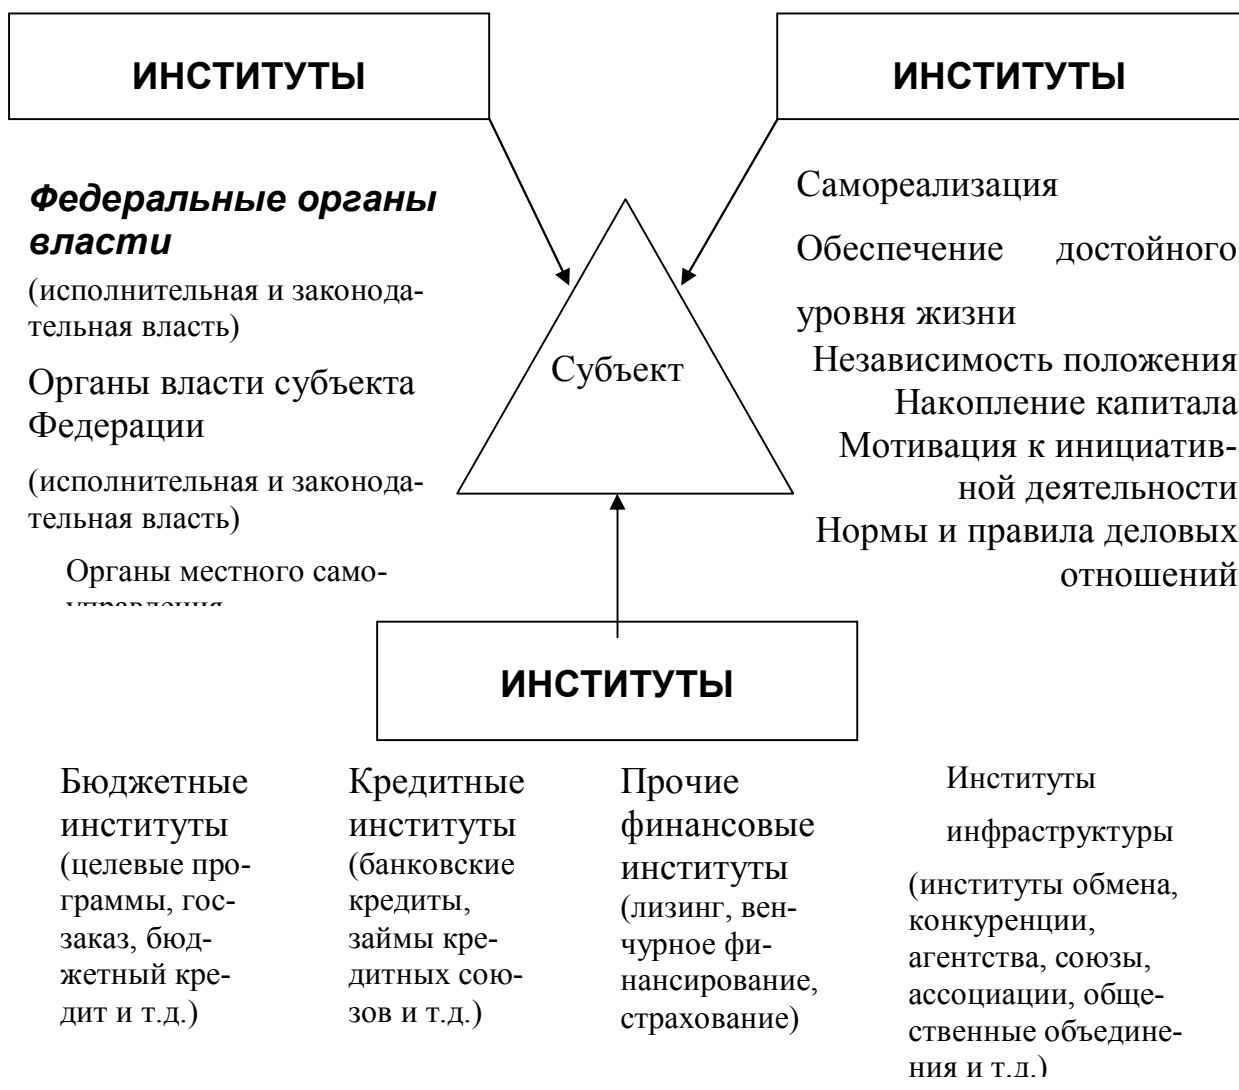 ИНСТИТУТЫ
ИНСТИТУТЫ
Федеральные органы
власти
(исполнительная и законода-
тельная власть)
Органы власти субъекта
Федерации
(исполнительная и законода-
тельная власть)
Органы местного само-
управления
Субъект
Самореализация
Обеспечение достойного
уровня жизни
Независимость положения
Накопление капитала
Мотивация к инициатив-
ной деятельности
Нормы и правила деловых
отношений
ИНСТИТУТЫ
Бюджетные
институты
(целевые про-
граммы, гос-
заказ, бюд-
жетный кре-
дит и т.д.)
Кредитные
институты
(банковские
кредиты,
займы кре-
дитных сою-
зов и т.д.)
Прочие
финансовые
институты
(лизинг, вен-
чурное фи-
нансирование,
страхование)
Институты
инфраструктуры
(институты обмена,
конкуренции,
агентства, союзы,
ассоциации, обще-
ственные объедине-
ния и т.д.)